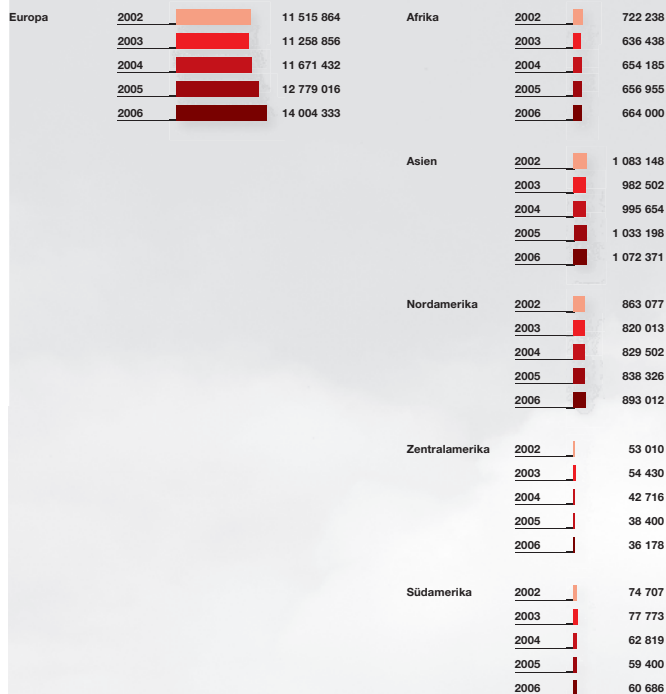 Europa 2002 11 515 864
2003 11 258 856
2004 11 671 432
2005 12 779 016
2006 14 004 333
Afrika 2002 722 238
2003 636 438
2004 654 185
2005 656 955
2006 664 000
Asien 2002 1 083 148
2003 982 502
2004 995 654
2005 1 033 198
2006 1 072 371
Nordamerika 2002 863 077
2003 820 013
2004 829 502
2005 838 326
2006 893 012
Zentralamerika 2002 53 010
2003 54 430
2004 42 716
2005 38 400
2006 36 178
Südamerika 2002 74 707
2003 77 773
2004 62 819
2005 59 400
2006 60 686